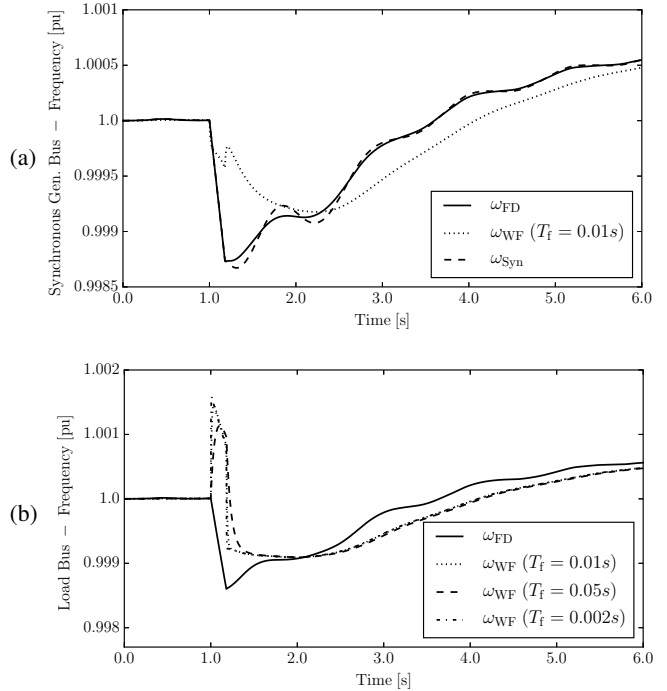 1.001
1.0005
1.0
0.9995
0.999
0.9985
Synchronous Gen. Bus − Frequency [pu]
(a)
ω_FD
ω_WF (T_f = 0.01s)
ω_Syn
0.0 1.0 2.0 3.0 4.0 5.0 6.0
Time [s]
1.002
1.001
1.0
0.999
0.998
Load Bus − Frequency [pu]
(b)
ω_FD
ω_WF (T_f = 0.01s)
ω_WF (T_f = 0.05s)
ω_WF (T_f = 0.002s)
0.0 1.0 2.0 3.0 4.0 5.0 6.0
Time [s]